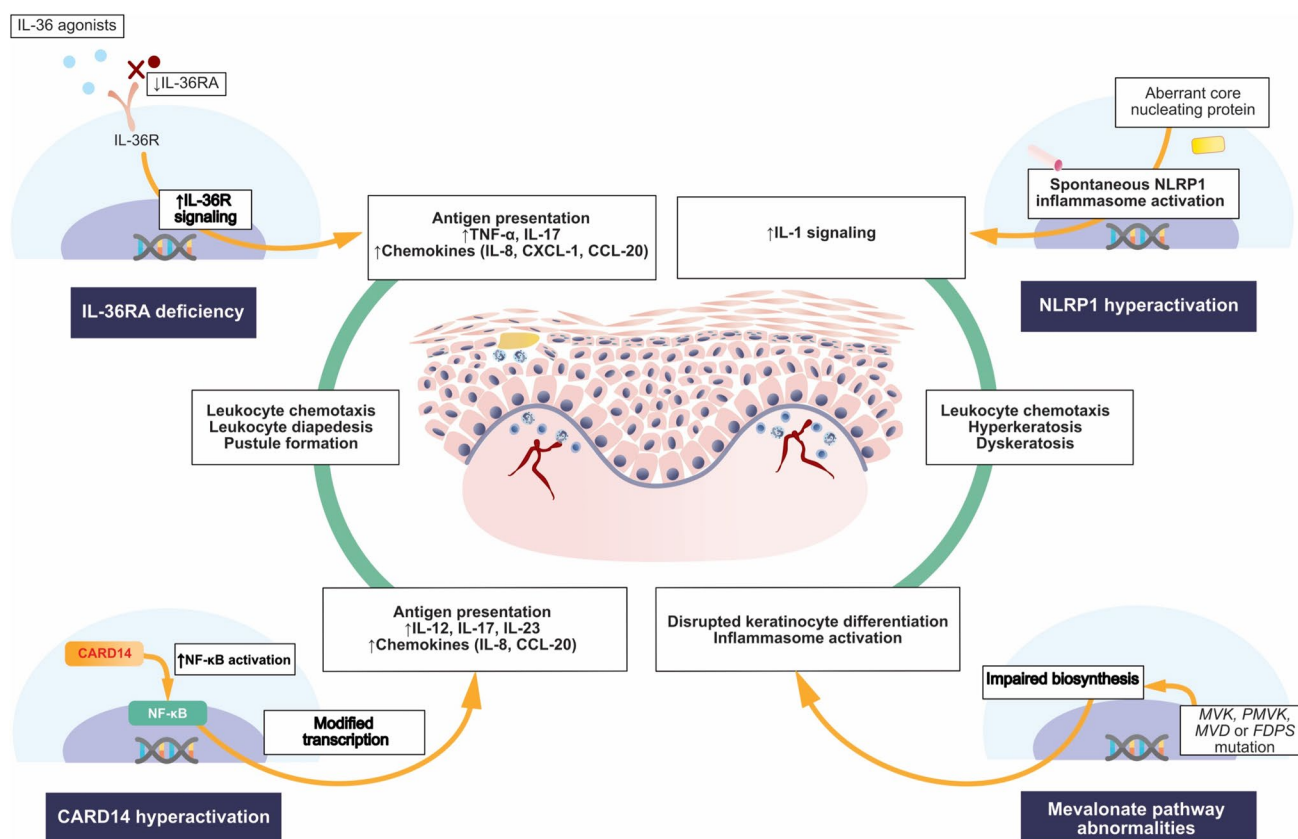 IL-36 agonists
↓IL-36RA
IL-36R
↑IL-36R
signaling
IL-36RA deficiency
Antigen presentation
↑TNF-α, IL-17
↑Chemokines (IL-8, CXCL-1, CCL-20)
↑IL-1 signaling
Aberrant core
nucleating protein
Spontaneous NLRP1
inflammasome activation
NLRP1 hyperactivation
Leukocyte chemotaxis
Leukocyte diapedesis
Pustule formation
Leukocyte chemotaxis
Hyperkeratosis
Dyskeratosis
Antigen presentation
↑IL-12, IL-17, IL-23
↑Chemokines (IL-8, CCL-20)
Disrupted keratinocyte differentiation
Inflammasome activation
CARD14
↑NF-κB activation
NF-κB
Modified
transcription
CARD14 hyperactivation
Impaired biosynthesis
MVK, PMVK,
MVD or FDPS
mutation
Mevalonate pathway
abnormalities